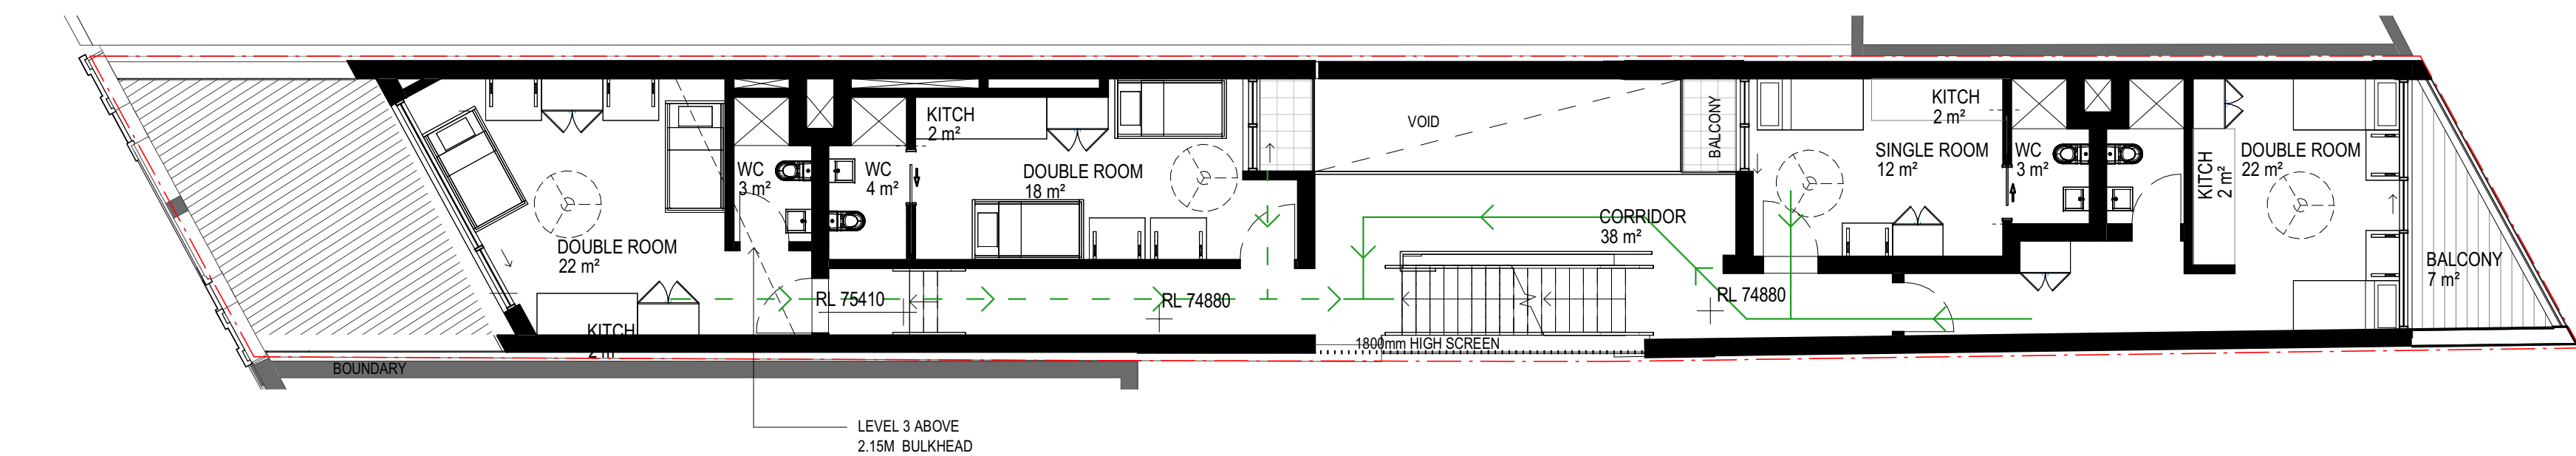 DOUBLE ROOM
22 m²
KITCH
2 m²
WC
3 m²
WC
4 m²
KITCH
2 m²
DOUBLE ROOM
18 m²
RL 75410
RL 74880
VOID
BALCONY
CORRIDOR
38 m²
RL 74880
1800mm HIGH SCREEN
KITCH
2 m²
SINGLE ROOM
12 m²
WC
3 m²
KITCH
2 m²
DOUBLE ROOM
22 m²
BALCONY
7 m²
BOUNDARY
LEVEL 3 ABOVE
2.15M BULKHEAD